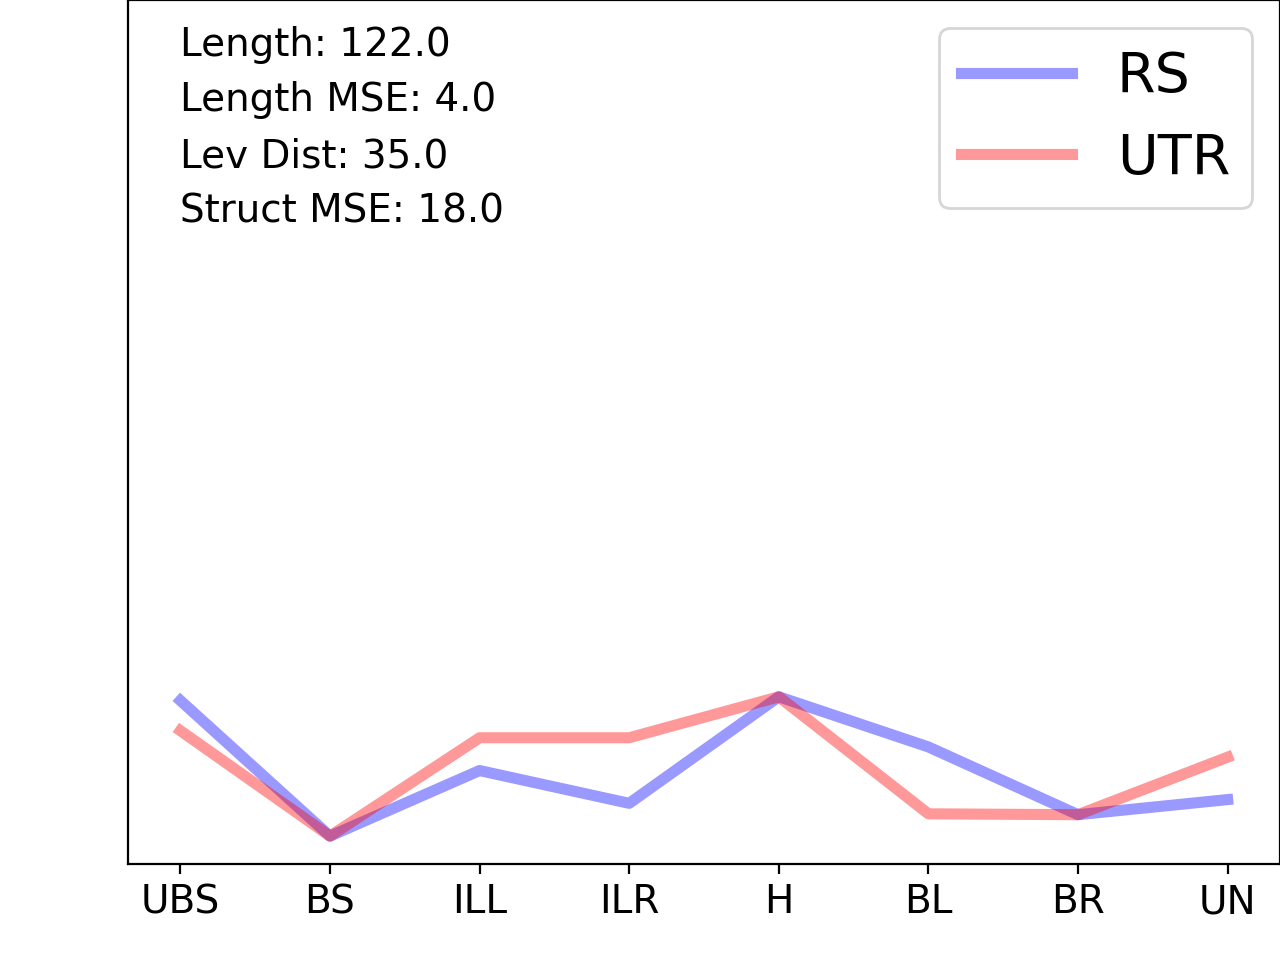 Length: 122.0
Length MSE: 4.0
Lev Dist: 35.0
Struct MSE: 18.0
RS
UTR
UBS BS ILL ILR H BL BR UN